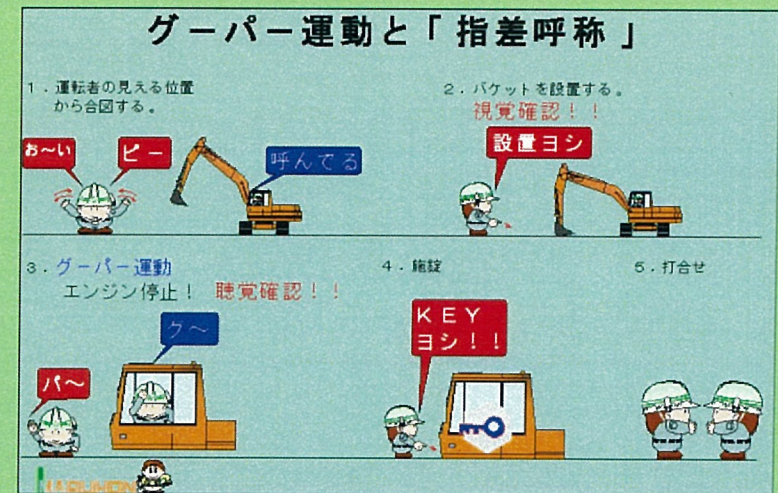 グーパー運動と「指差呼称」
1．運転者の見える位置
から合図する。
お～い
ピー
呼んでる
2．バケットを設置する。
視覚確認！！
設置ヨシ
3．グーパー運動
エンジン停止！ 聴覚確認！！
グ～
パ～
4．施錠
KEY
ヨシ！！
5．打合せ